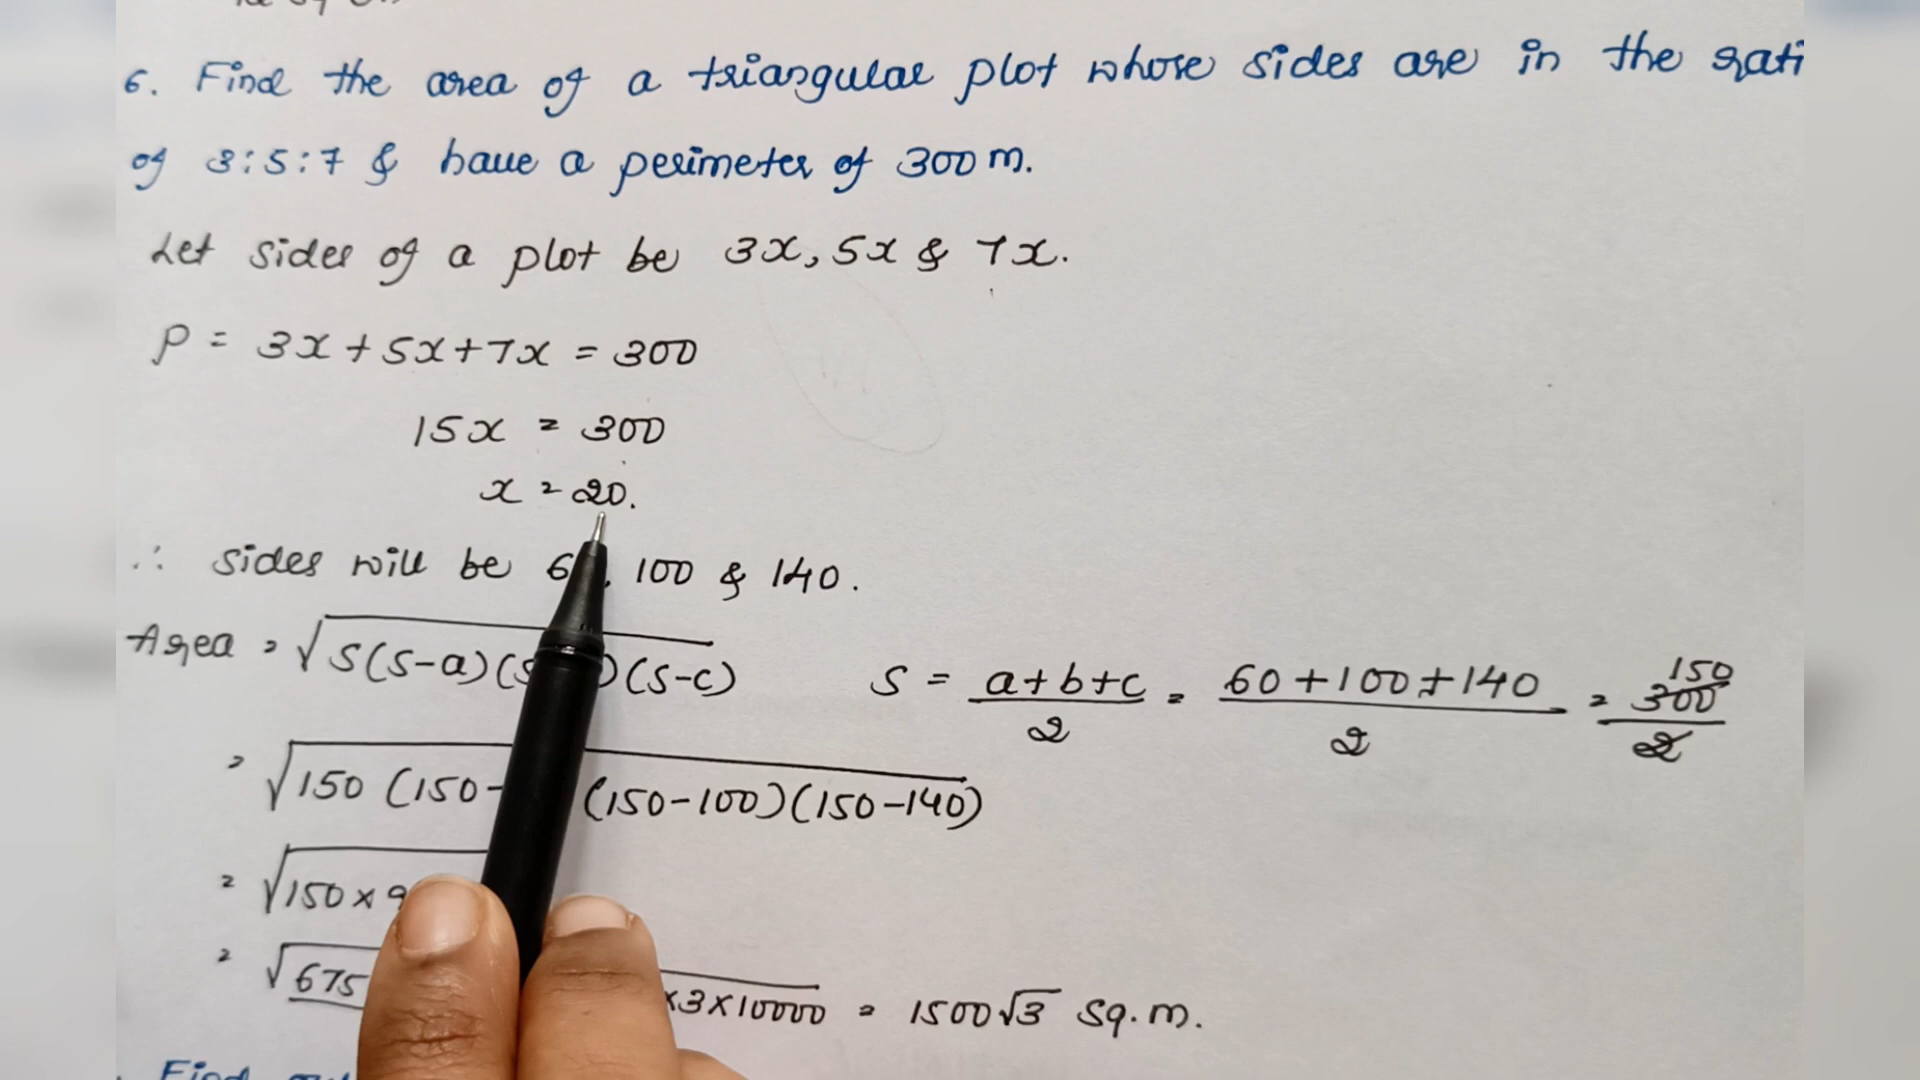 6. Find the area of a triangular plot whose sides are in the rati
of 3:5:7 & have a perimeter of 300m.
Let sides of a plot be 3x, 5x & 7x.
P = 3x + 5x + 7x = 300
15x = 300
x = 20.
∴ sides will be 6 , 100 & 140.
Area = √S(S-a)(S )(S-c) S = a+b+c/2 = 60+100+140/2 = 300/2 150
= √150 (150- (150-100)(150-140)
= √150 × 9
= √675 ×3×10000 = 1500√3 Sq.m.
Find